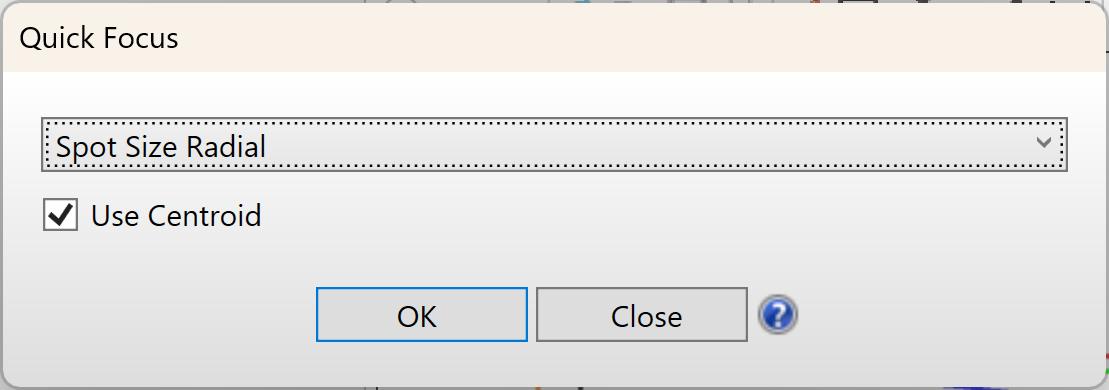 Quick Focus
Spot Size Radial
Use Centroid
OK
Close
?